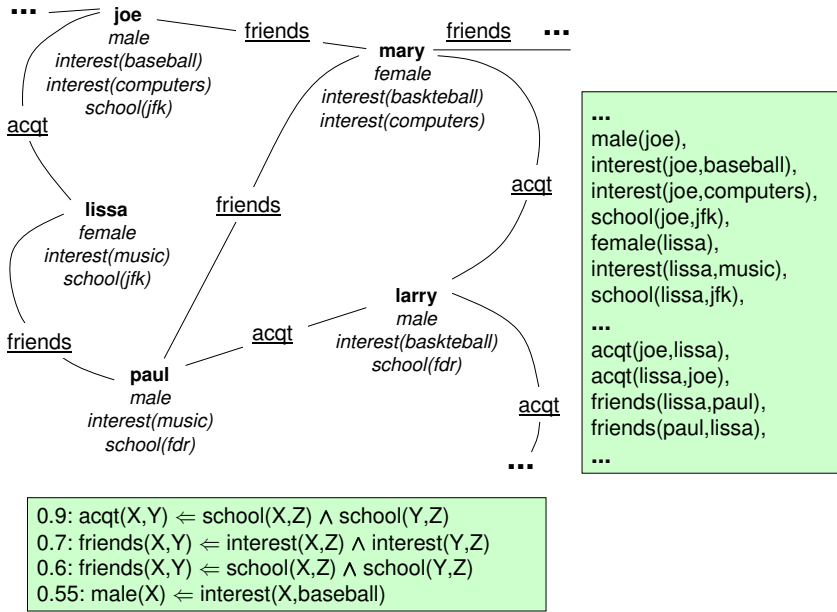 ...
joe
male
interest(baseball)
interest(computers)
school(jfk)
friends
mary
female
interest(baskteball)
interest(computers)
friends
...
acqt
lissa
female
interest(music)
school(jfk)
friends
acqt
larry
male
interest(baskteball)
school(fdr)
friends
acqt
paul
male
interest(music)
school(fdr)
acqt
...
...
male(joe),
interest(joe,baseball),
interest(joe,computers),
school(joe,jfk),
female(lissa),
interest(lissa,music),
school(lissa,jfk),
...
acqt(joe,lissa),
acqt(lissa,joe),
friends(lissa,paul),
friends(paul,lissa),
...
0.9: acqt(X,Y) ⇐ school(X,Z) ∧ school(Y,Z)
0.7: friends(X,Y) ⇐ interest(X,Z) ∧ interest(Y,Z)
0.6: friends(X,Y) ⇐ school(X,Z) ∧ school(Y,Z)
0.55: male(X) ⇐ interest(X,baseball)